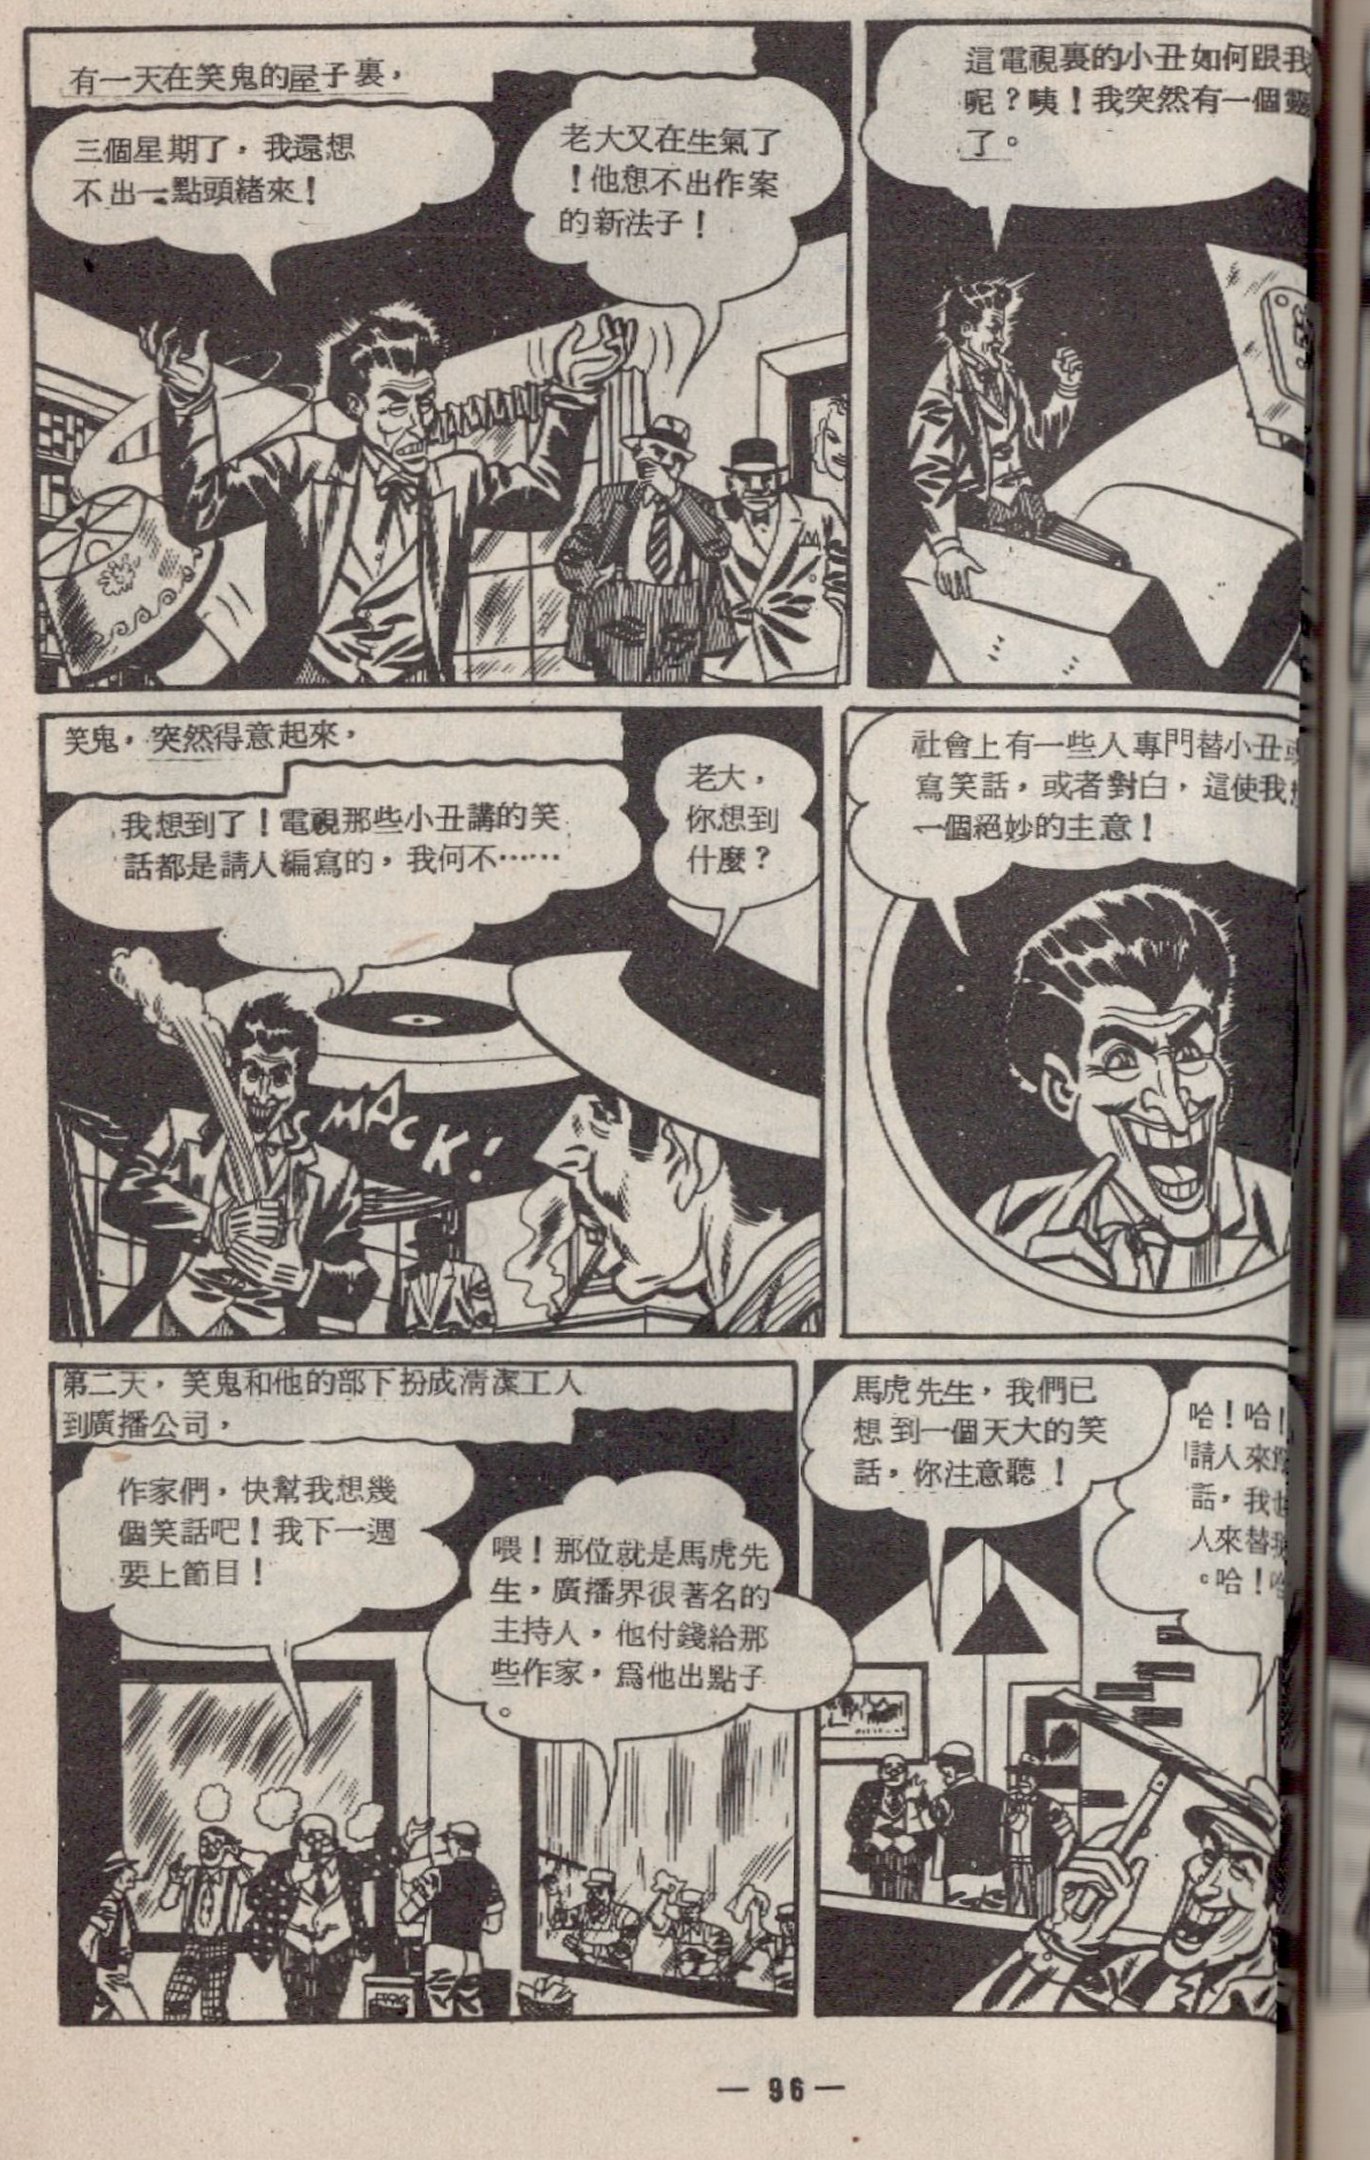 有一天在笑鬼的屋子裏，
三個星期了，我還想
不出一點頭緒來！
老大又在生氣了
！他想不出作案
的新法子！
這電視裏的小丑如何跟我
呢？咦！我突然有一個靈
了。
笑鬼，突然得意起來，
我想到了！電視那些小丑講的笑
話都是請人編寫的，我何不……
老大，
你想到
什麼？
SMACK!
社會上有一些人專門替小丑或
寫笑話，或者對白，這使我想
一個絕妙的主意！
第二天，笑鬼和他的部下扮成清潔工人
到廣播公司，
作家們，快幫我想幾
個笑話吧！我下一週
要上節目！
喂！那位就是馬虎先
生，廣播界很著名的
主持人，他付錢給那
些作家，爲他出點子
。
馬虎先生，我們已
想到一個天大的笑
話，你注意聽！
哈！哈！
請人來
話，我也
人來替我
。哈！哈
— 96 —